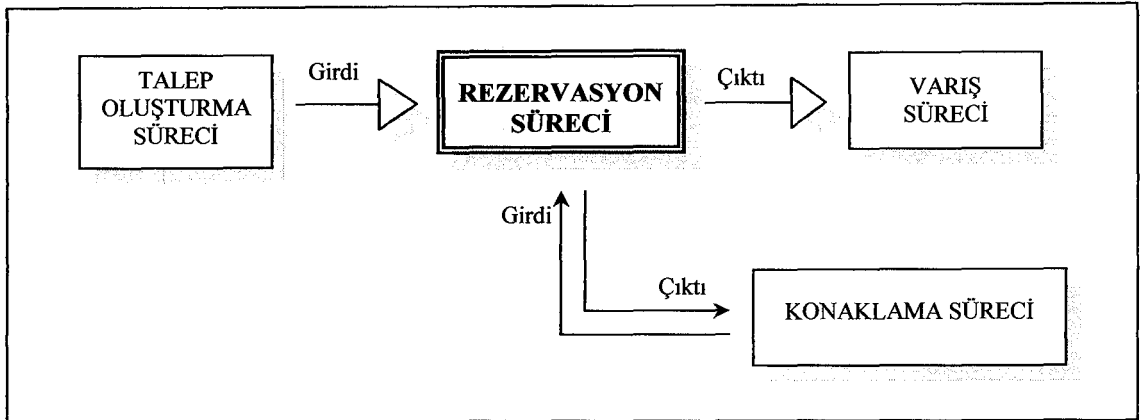 TALEP
OLUŞTURMA
SÜRECİ
Girdi
REZERVASYON
SÜRECİ
Çıktı
VARIŞ
SÜRECİ
Girdi
Çıktı
KONAKLAMA SÜRECİ